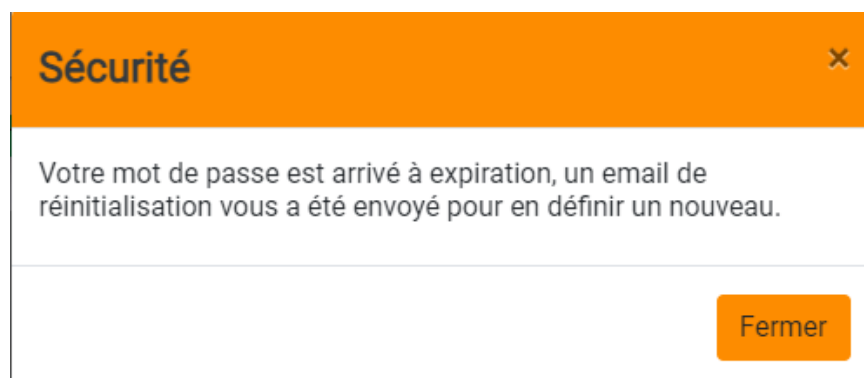 Sécurité
×
Votre mot de passe est arrivé à expiration, un email de
réinitialisation vous a été envoyé pour en définir un nouveau.
Fermer